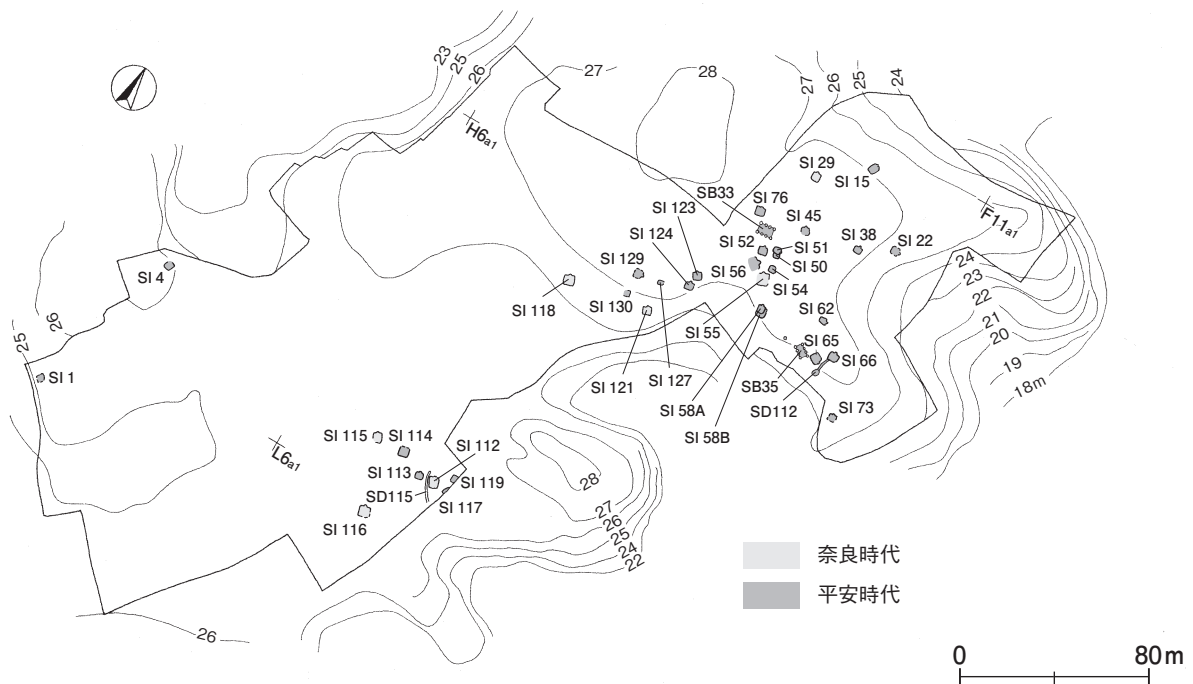 23
25
26
27
28
27
26
25
24
H6a1
SI 29
SI 15
SB33
SI 76
SI 123
SI 45
F11a1
SI 124
SI 52
SI 51
SI 38
SI 22
SI 50
SI 129
SI 56
SI 4
SI 54
24
23
22
21
20
19
18m
SI 118
SI 130
SI 55
SI 62
26
25
SI 65
SI 66
SI 1
SI 121
SI 127
SB35
SI 58A
SD112
SI 73
SI 58B
L6a1
SI 115
SI 114
SI 112
SI 113
SI 119
SD115
SI 117
SI 116
28
27
26
25
24
22
26
奈良時代
平安時代
0
80m